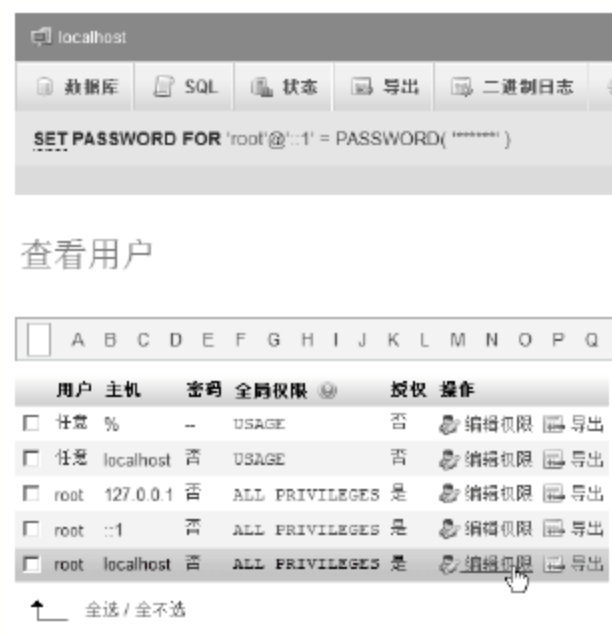 localhost
数据库 SQL 状态 导出 二进制日志
SET PASSWORD FOR 'root'@'::1' = PASSWORD( '*******' )
查看用户
A B C D E F G H I J K L M N O P Q
用户 主机 密码 全局权限 授权 操作
任意 % -- USAGE 否 编辑权限 导出
任意 localhost 否 USAGE 否 编辑权限 导出
root 127.0.0.1 否 ALL PRIVILEGES 是 编辑权限 导出
root ::1 否 ALL PRIVILEGES 是 编辑权限 导出
root localhost 否 ALL PRIVILEGES 是 编辑权限 导出
全选 / 全不选